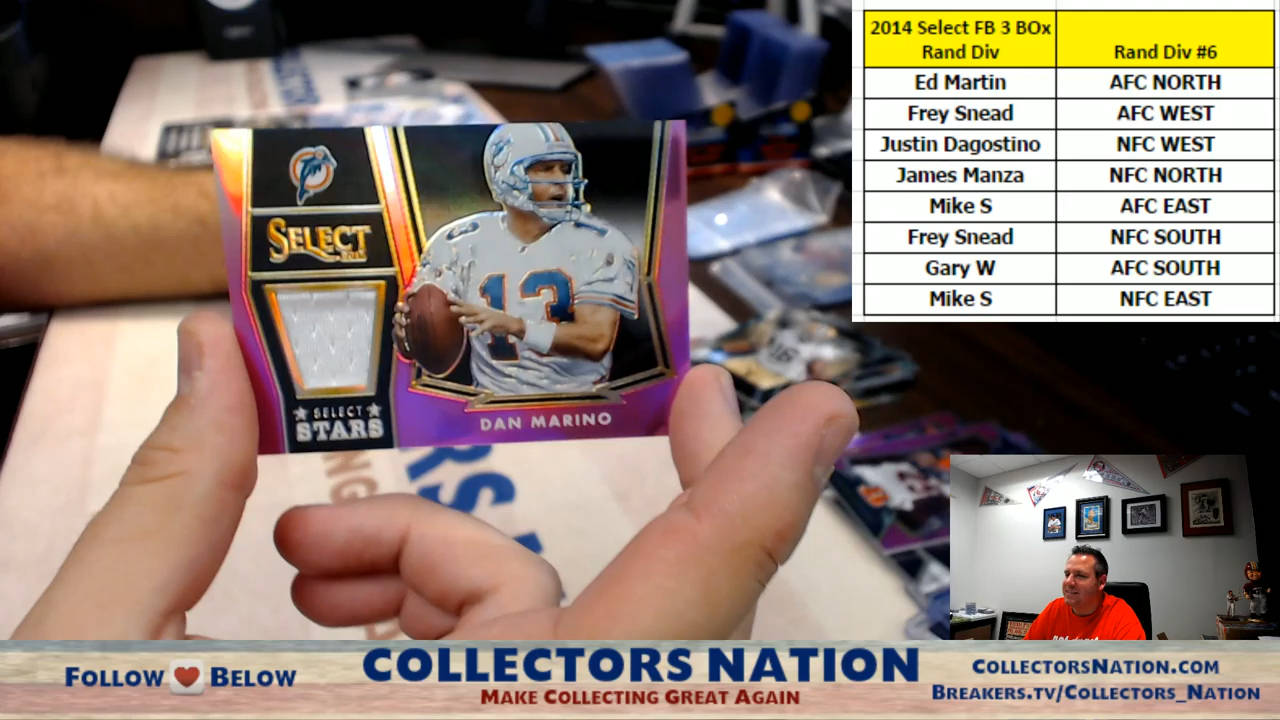 2014 Select FB 3 BOx
Rand Div
Rand Div #6
Ed Martin AFC NORTH
Frey Snead AFC WEST
Justin Dagostino NFC WEST
James Manza NFC NORTH
Mike S AFC EAST
Frey Snead NFC SOUTH
Gary W AFC SOUTH
Mike S NFC EAST
SELECT
13
SELECT
STARS
DAN MARINO
FOLLOW BELOW
COLLECTORS NATION
MAKE COLLECTING GREAT AGAIN
COLLECTORSNATION.COM
BREAKERS.TV/COLLECTORS_NATION